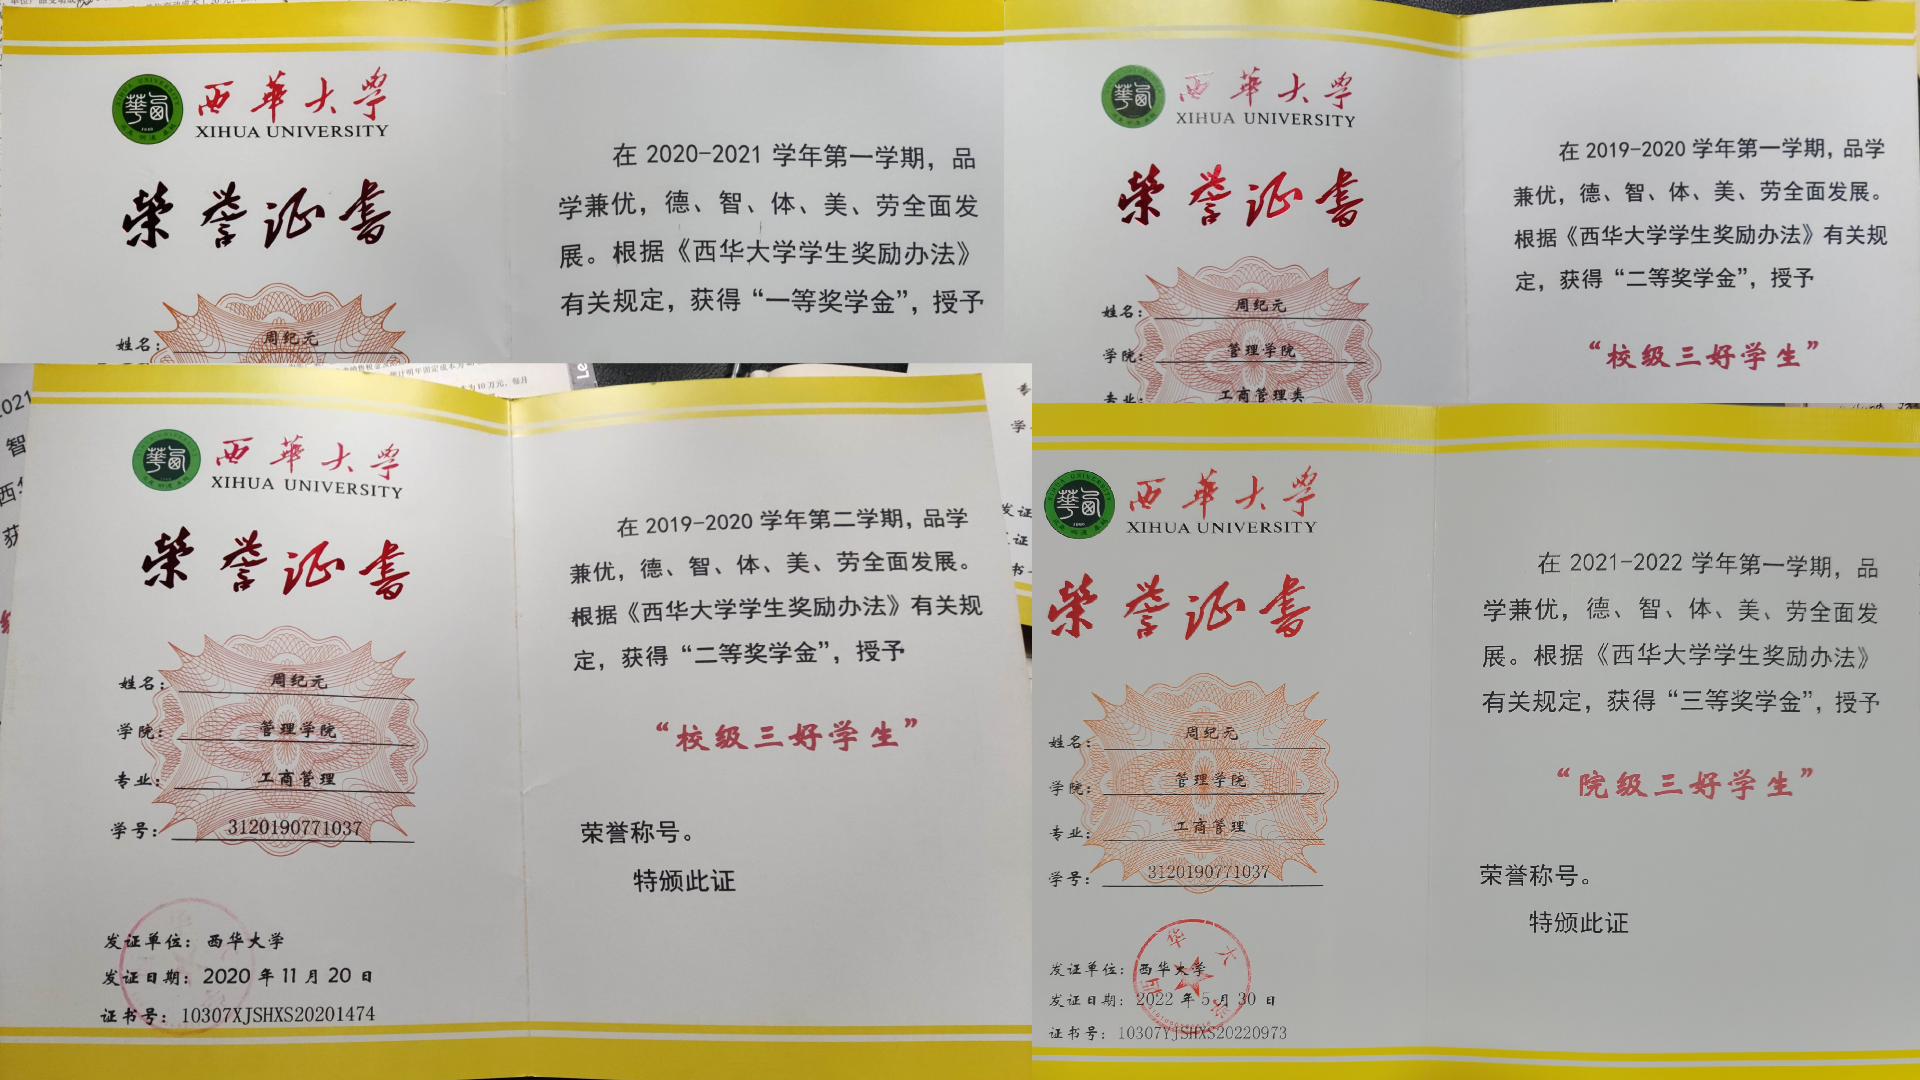 西華大學
XIHUA UNIVERSITY
荣誉证书
姓名：周纪元
在 2020-2021 学年第一学期，品
学兼优，德、智、体、美、劳全面发
展。根据《西华大学学生奖励办法》
有关规定，获得“一等奖学金”，授予
西華大學
XIHUA UNIVERSITY
荣誉证书
姓名：周纪元
学院：管理学院
专业：工商管理类
在 2019-2020 学年第一学期，品学
兼优，德、智、体、美、劳全面发展。
根据《西华大学学生奖励办法》有关规
定，获得“二等奖学金”，授予
“校级三好学生”
西華大學
XIHUA UNIVERSITY
荣誉证书
姓名：周纪元
学院：管理学院
专业：工商管理
学号：3120190771037
发证单位：西华大学
发证日期：2020 年 11 月 20 日
证书号：10307XJSHXS20201474
在 2019-2020 学年第二学期，品学
兼优，德、智、体、美、劳全面发展。
根据《西华大学学生奖励办法》有关规
定，获得“二等奖学金”，授予
“校级三好学生”
荣誉称号。
特颁此证
西華大學
XIHUA UNIVERSITY
荣誉证书
姓名：周纪元
学院：管理学院
专业：工商管理
学号：3120190771037
发证单位：西华大学
发证日期：2022 年 5 月 30 日
证书号：10307YJSHXS20220973
在 2021-2022 学年第一学期，品
学兼优，德、智、体、美、劳全面发
展。根据《西华大学学生奖励办法》
有关规定，获得“三等奖学金”，授予
“院级三好学生”
荣誉称号。
特颁此证